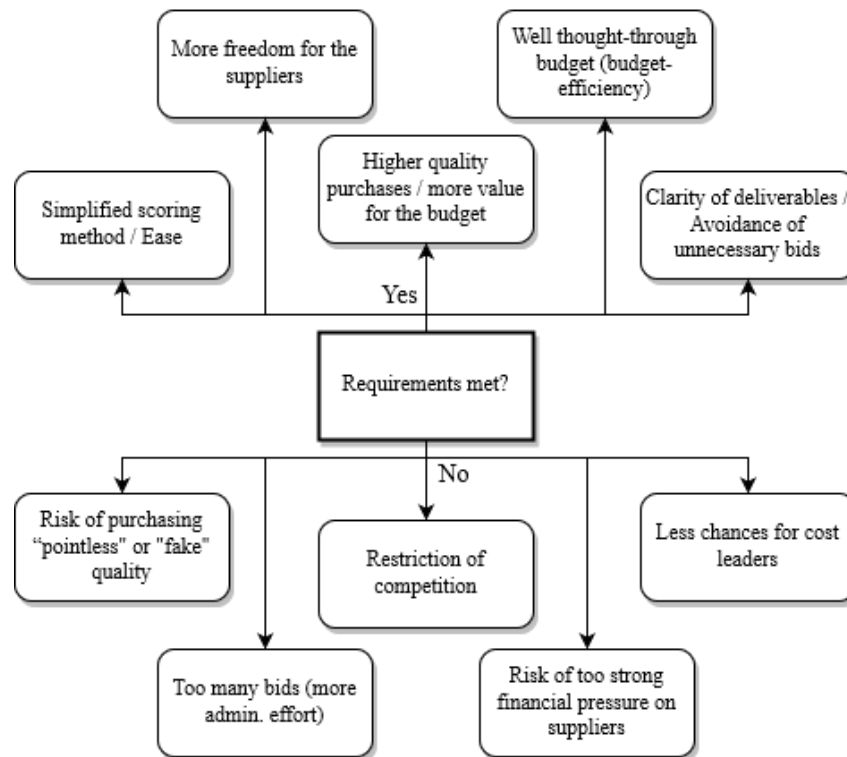 More freedom for the
suppliers
Well thought-through
budget (budget-
efficiency)
Simplified scoring
method / Ease
Higher quality
purchases / more value
for the budget
Clarity of deliverables /
Avoidance of
unnecessary bids
Yes
Requirements met?
No
Risk of purchasing
“pointless" or "fake"
quality
Restriction of
competition
Less chances for cost
leaders
Too many bids (more
admin. effort)
Risk of too strong
financial pressure on
suppliers